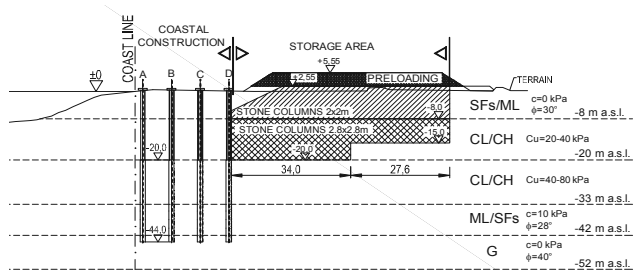 COAST LINE
COASTAL
CONSTRUCTION
STORAGE AREA
+5,55
±0
A
B
C
D
±2,55
PRELOADING
TERRAIN
STONE COLUMNS 2x2m
-8,0
SFs/ML
c=0 kPa
ϕ=30°
-8 m a.s.l.
STONE COLUMNS 2.8x2.8m
-15,0
CL/CH
Cu=20-40 kPa
-20,0
-20,0
-20 m a.s.l.
34,0
27,6
CL/CH
Cu=40-80 kPa
-33 m a.s.l.
ML/SFs
c=10 kPa
ϕ=28°
-44,0
-42 m a.s.l.
G
c=0 kPa
ϕ=40°
-52 m a.s.l.